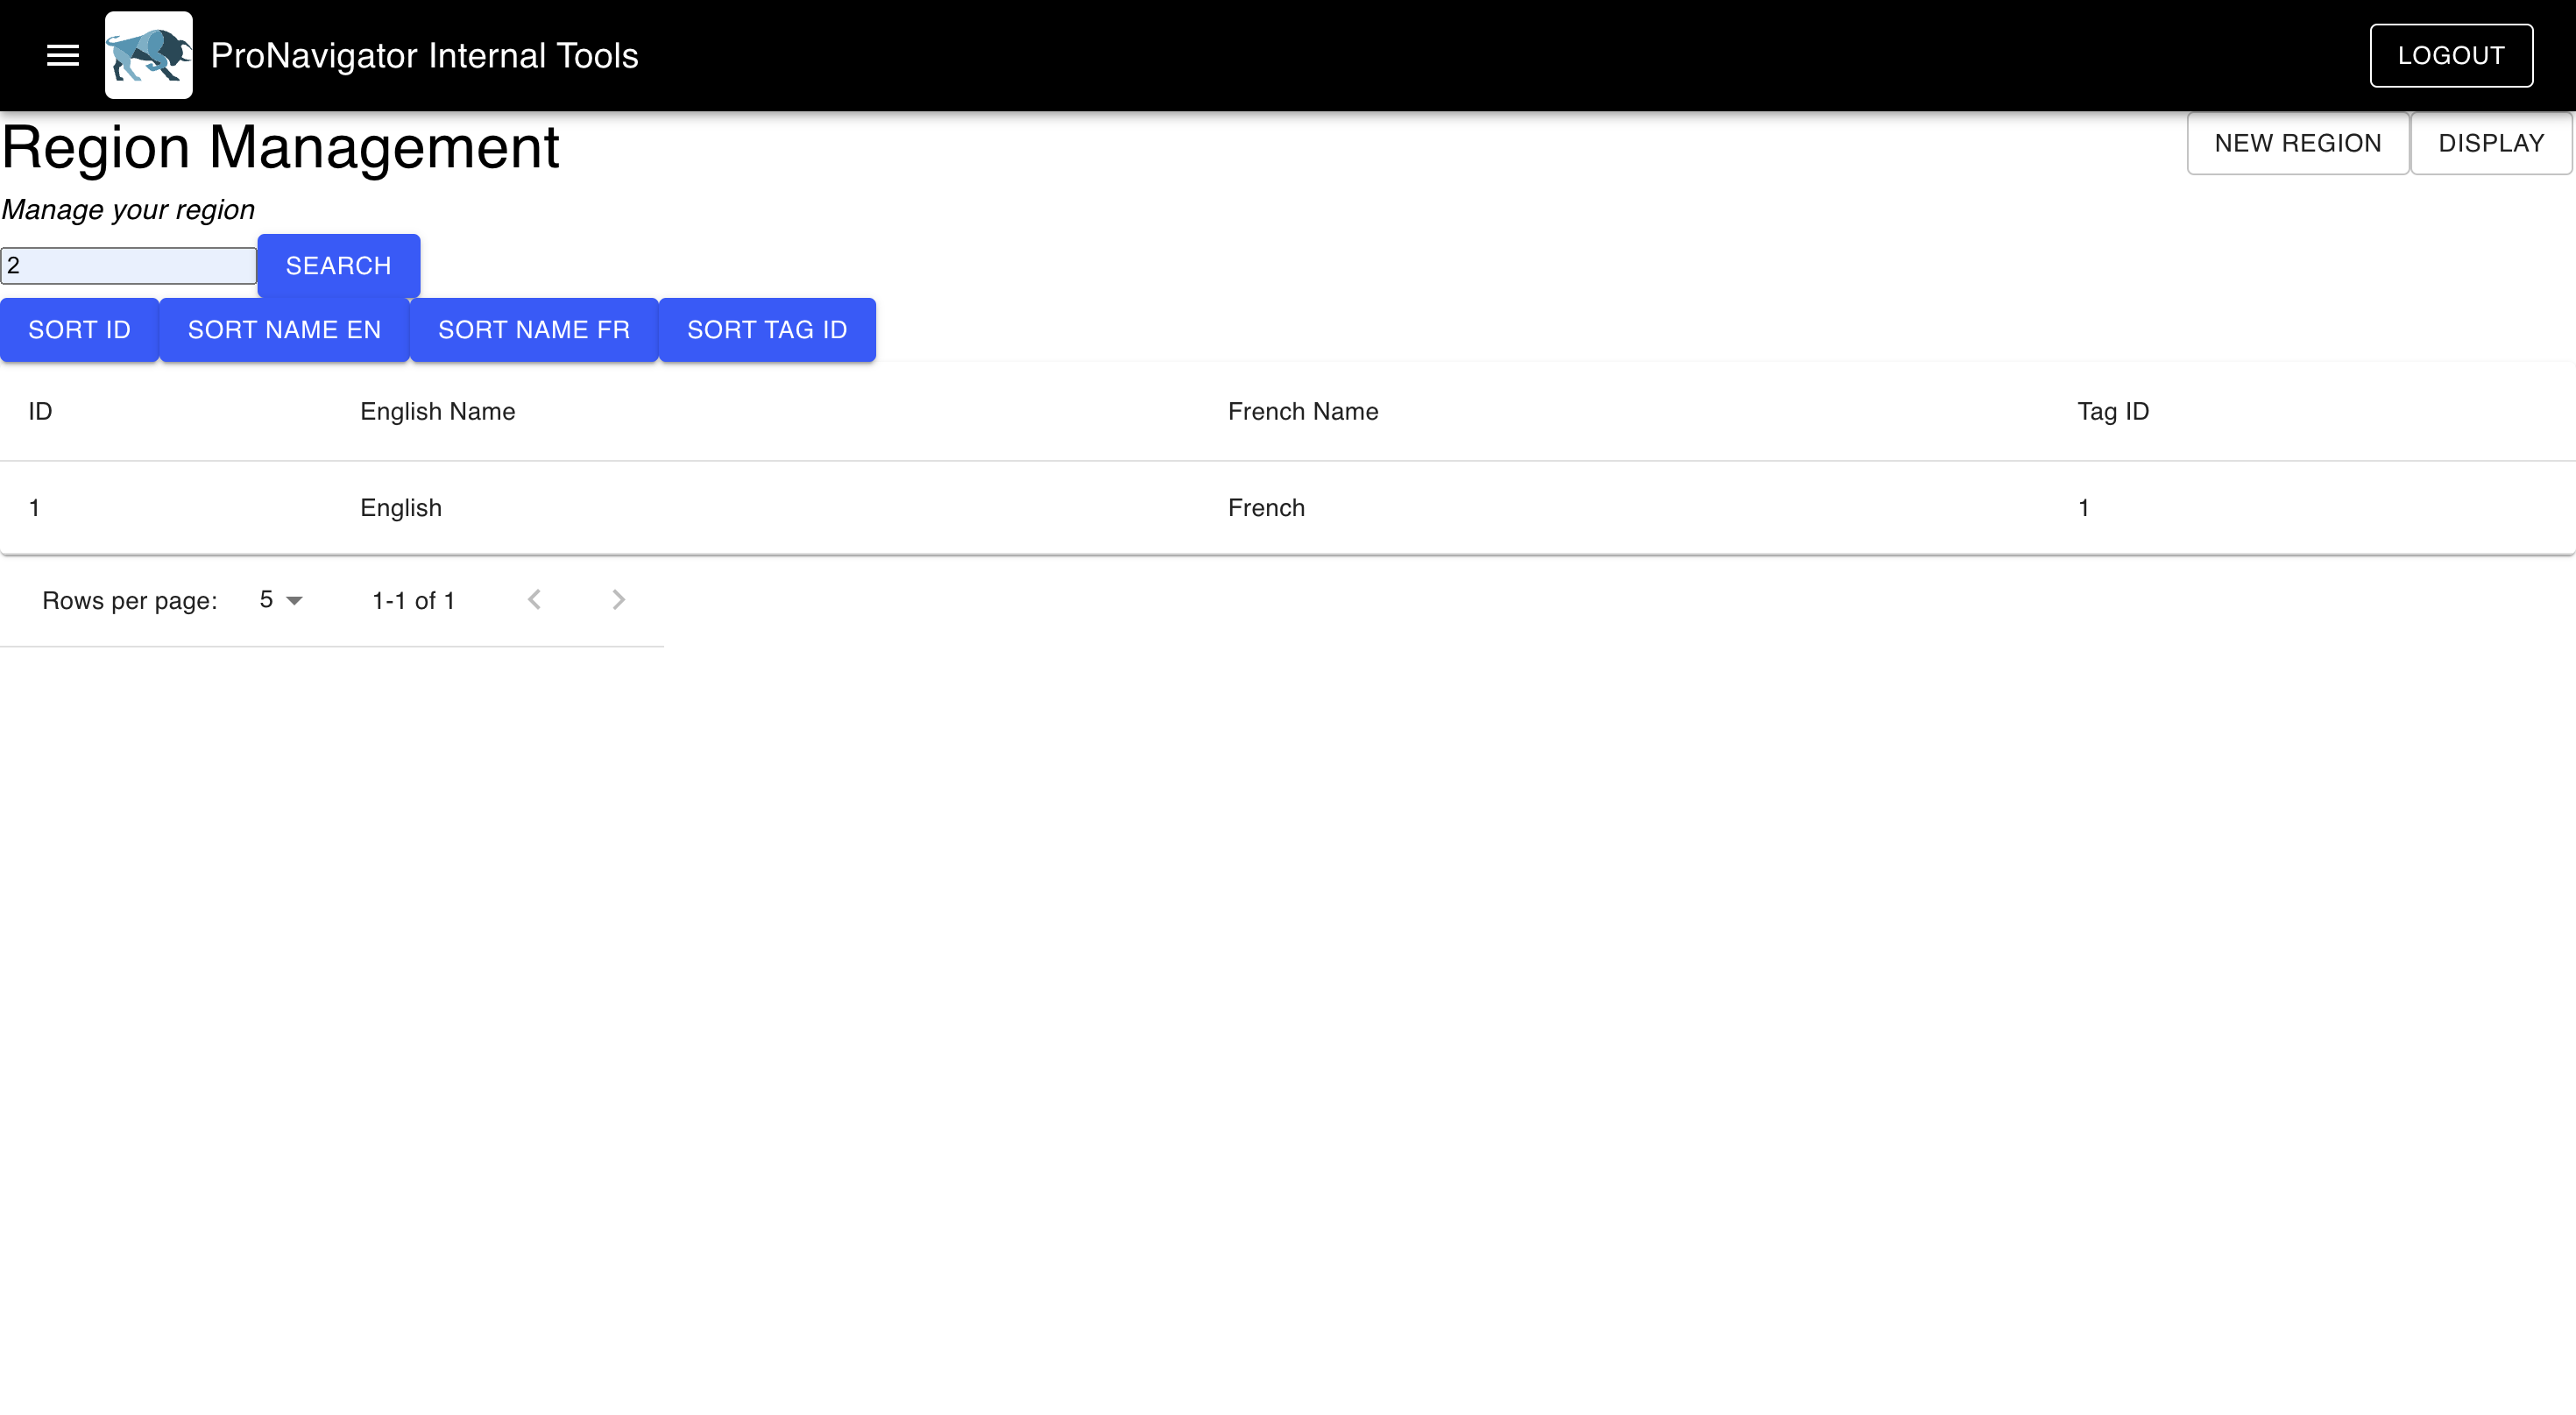 ProNavigator Internal Tools
LOGOUT
Region Management
NEW REGION DISPLAY
Manage your region
2 SEARCH
SORT ID SORT NAME EN SORT NAME FR SORT TAG ID
ID English Name French Name Tag ID
1 English French 1
Rows per page: 5 1-1 of 1